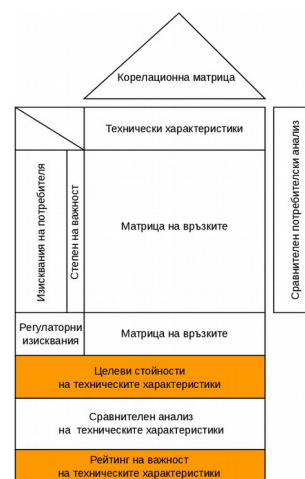 Корелационна матрица
Технически характеристики
Изисквания на потребителя
Степен на важност
Матрица на връзките
Сравнителен потребителски анализ
Регулаторни
изисквания
Матрица на връзките
Целеви стойности
на техническите характеристики
Сравнителен анализ
на техническите характеристики
Рейтинг на важност
на техническите характеристики